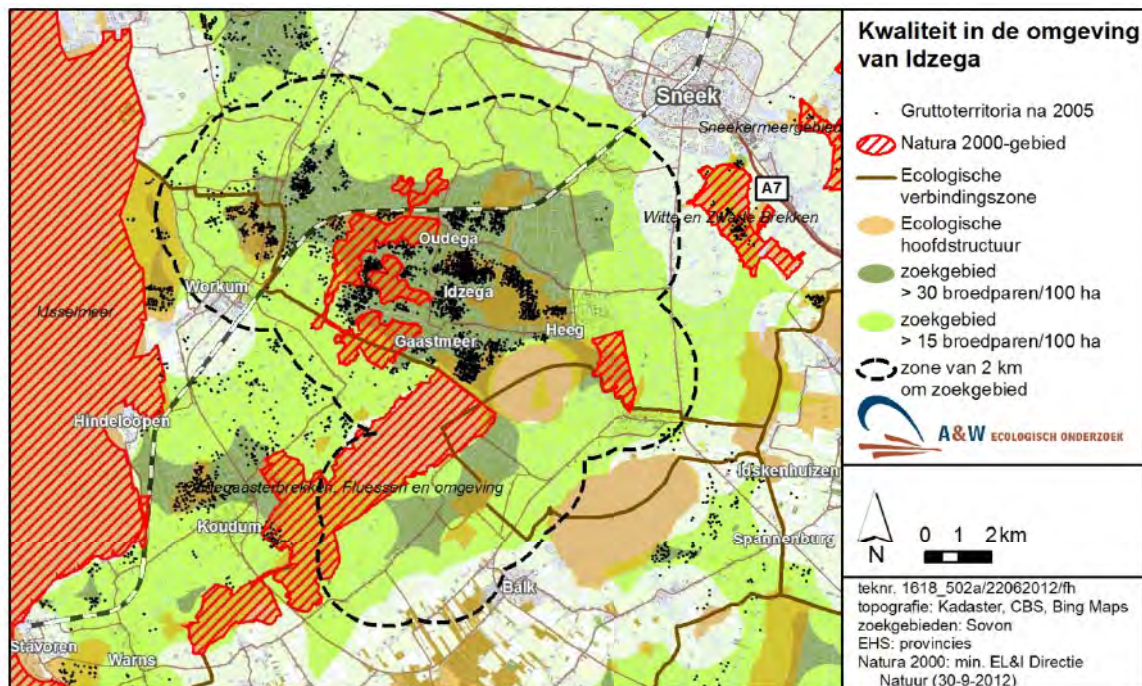 Kwaliteit in de omgeving
van Idzega
Gruttoterritoria na 2005
Natura 2000-gebied
Ecologische
verbindingszone
Ecologische
hoofdstructuur
zoekgebied
> 30 broedparen/100 ha
zoekgebied
> 15 broedparen/100 ha
zone van 2 km
om zoekgebied
A&W ECOLOGISCH ONDERZOEK
N
0 1 2 km
teknr. 1618_502a/22062012/fh
topografie: Kadaster, CBS, Bing Maps
zoekgebieden: Sovon
EHS: provincies
Natura 2000: min. EL&I Directie
Natuur (30-9-2012)
Sneek
Sneekermeergebied
A7
Witte en Zwarte Brekken
Oudega
Idzega
Workum
IJsselmeer
Heeg
Gaastmeer
Hindeloopen
Idskenhuizen
Fluessen en omgeving
Koudum
Spannenburg
Balk
Stavoren
Warns